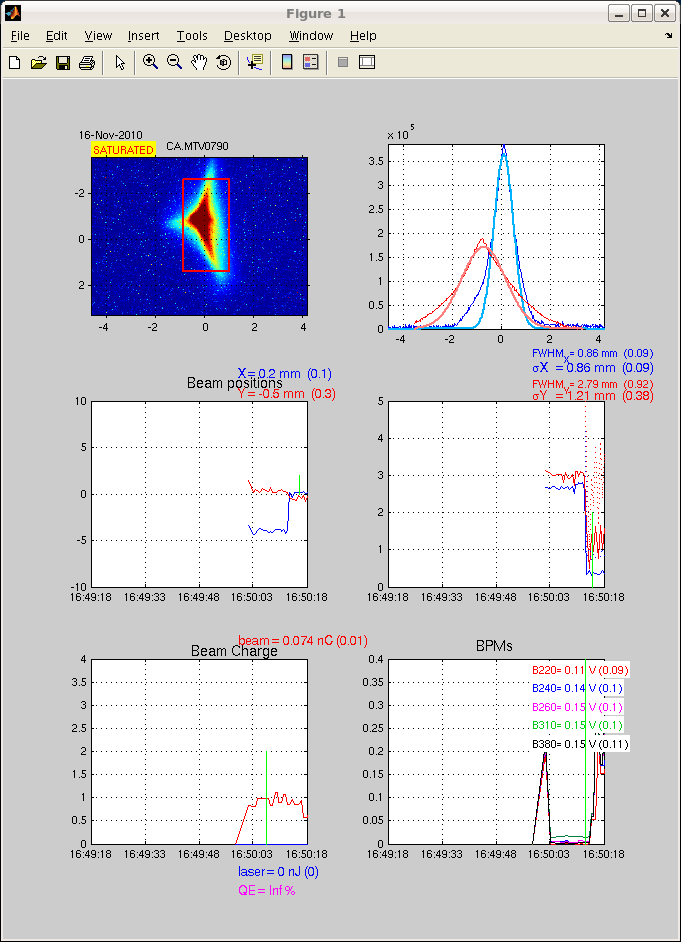 Figure 1
File Edit View Insert Tools Desktop Window Help
16-Nov-2010
SATURATED CA.MTV0790
-2
0
2
-4 -2 0 2 4
x 10^5
3.5
3
2.5
2
1.5
1
0.5
0
-4 -2 0 2 4
FWHM_X= 0.86 mm (0.09)
σX = 0.86 mm (0.09)
FWHM_Y= 2.79 mm (0.92)
σY = 1.21 mm (0.38)
X= 0.2 mm (0.1)
Beam positions
Y = -0.5 mm (0.3)
10
5
0
-5
-10
16:49:18 16:49:33 16:49:48 16:50:03 16:50:18
5
4
3
2
1
0
16:49:18 16:49:33 16:49:48 16:50:03 16:50:18
beam= 0.074 nC (0.01)
Beam Charge
4
3.5
3
2.5
2
1.5
1
0.5
0
16:49:18 16:49:33 16:49:48 16:50:03 16:50:18
laser= 0 nJ (0)
QE= Inf %
BPMs
0.4
0.35
0.3
0.25
0.2
0.15
0.1
0.05
0
16:49:18 16:49:33 16:49:48 16:50:03 16:50:18
B220= 0.11 V (0.09)
B240= 0.14 V (0.1)
B260= 0.15 V (0.1)
B310= 0.15 V (0.1)
B380= 0.15 V (0.11)